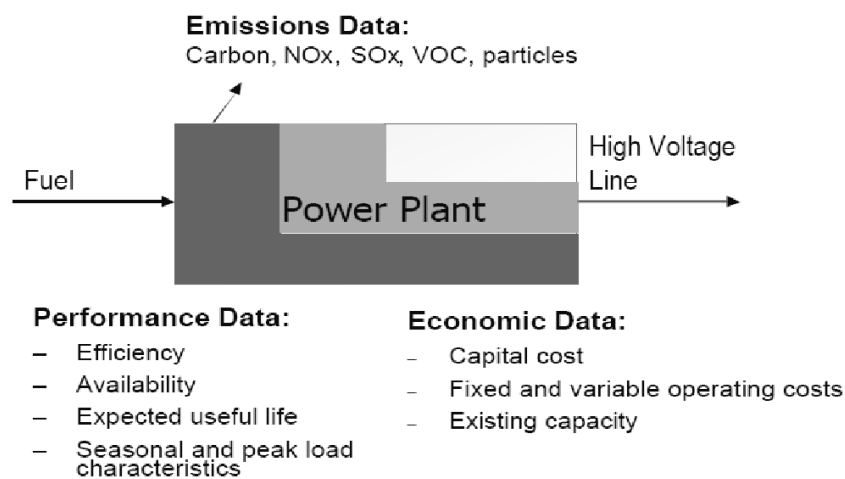 Emissions Data:
Carbon, NOx, SOx, VOC, particles
Fuel
Power Plant
High Voltage
Line
Performance Data:
– Efficiency
– Availability
– Expected useful life
– Seasonal and peak load
characteristics
Economic Data:
– Capital cost
– Fixed and variable operating costs
– Existing capacity